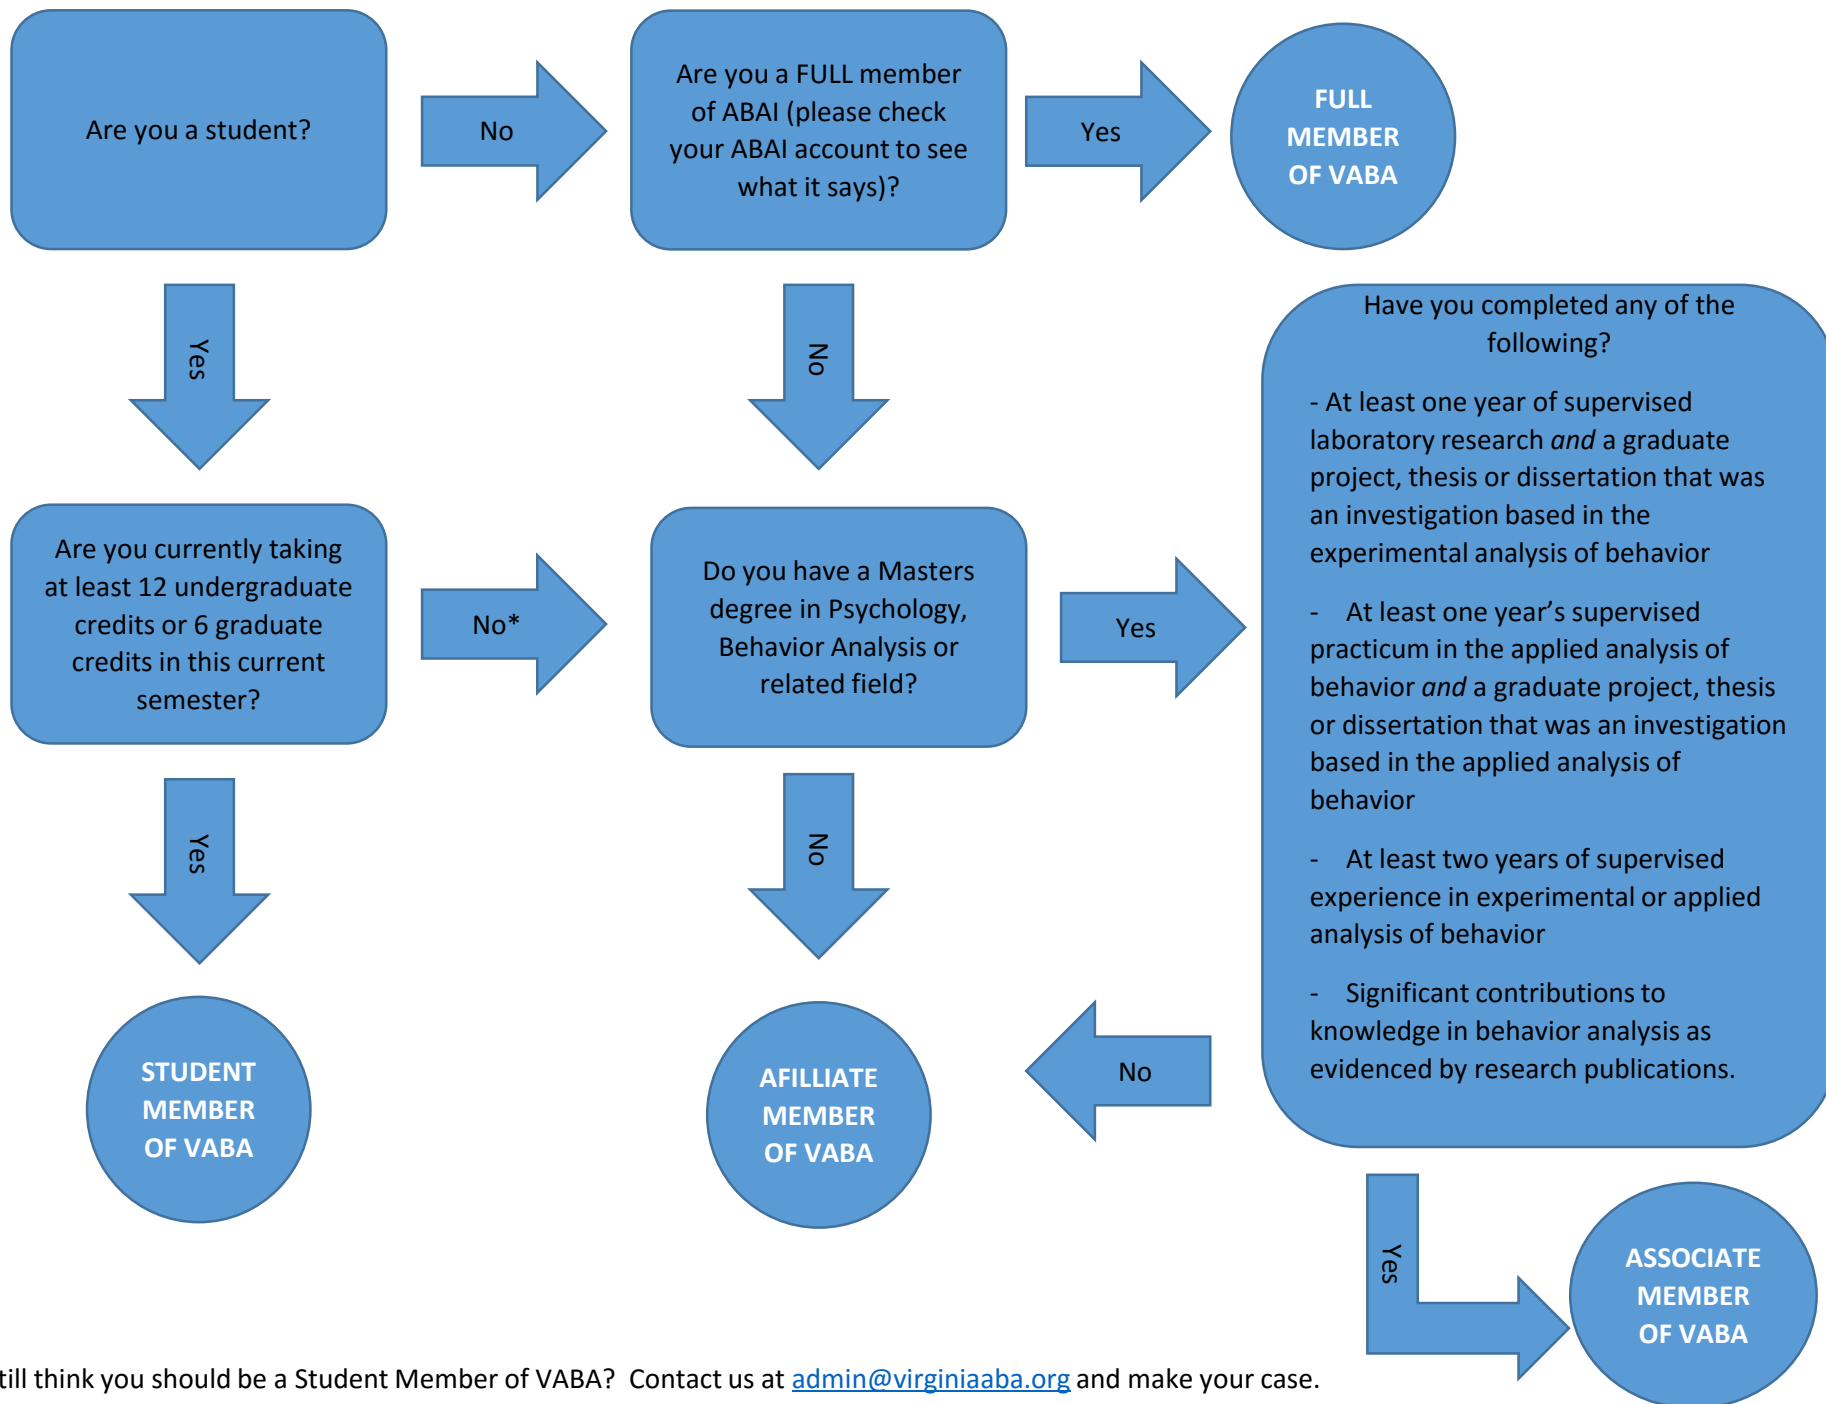 Are you a student?
No
Are you a FULL member
of ABAI (please check
your ABAI account to see
what it says)?
Yes
FULL
MEMBER
OF VABA
Yes
No
Have you completed any of the
following?
- At least one year of supervised
laboratory research and a graduate
project, thesis or dissertation that was
an investigation based in the
experimental analysis of behavior
- At least one year’s supervised
practicum in the applied analysis of
behavior and a graduate project, thesis
or dissertation that was an investigation
based in the applied analysis of
behavior
- At least two years of supervised
experience in experimental or applied
analysis of behavior
- Significant contributions to
knowledge in behavior analysis as
evidenced by research publications.
Are you currently taking
at least 12 undergraduate
credits or 6 graduate
credits in this current
semester?
No*
Do you have a Masters
degree in Psychology,
Behavior Analysis or
related field?
Yes
Yes
No
STUDENT
MEMBER
OF VABA
AFILLIATE
MEMBER
OF VABA
No
Yes
ASSOCIATE
MEMBER
OF VABA
till think you should be a Student Member of VABA?  Contact us at admin@virginiaaba.org and make your case.